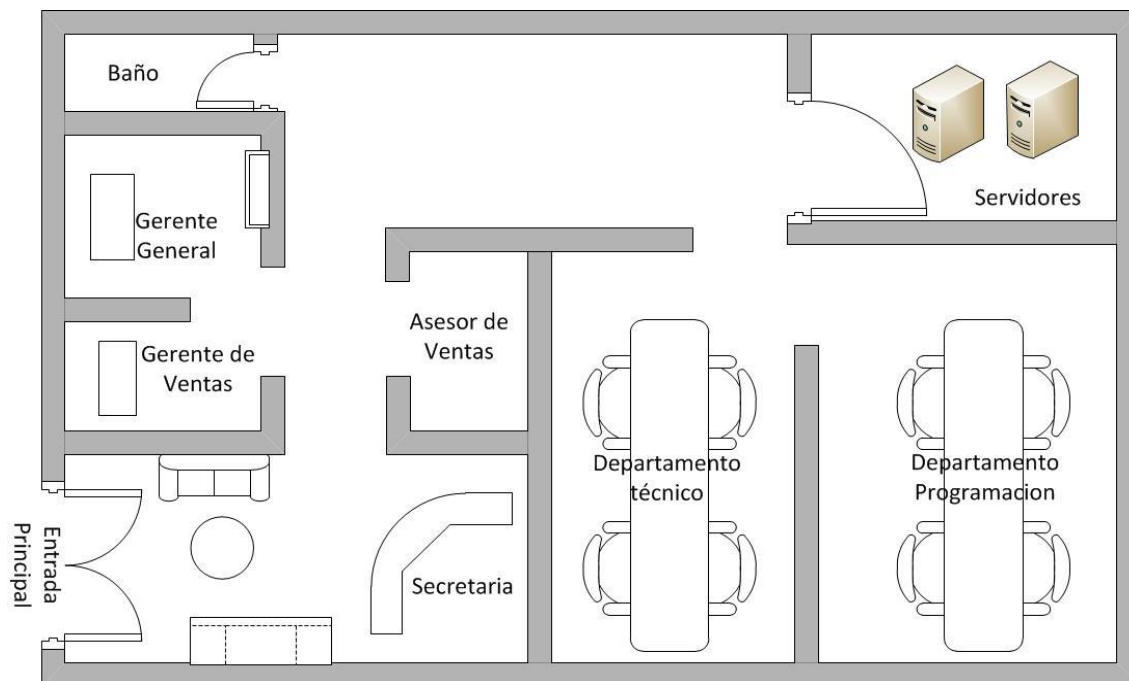 Baño
Servidores
Gerente
General
Asesor de
Ventas
Gerente de
Ventas
Departamento
técnico
Departamento
Programacion
Entrada
Principal
Secretaria